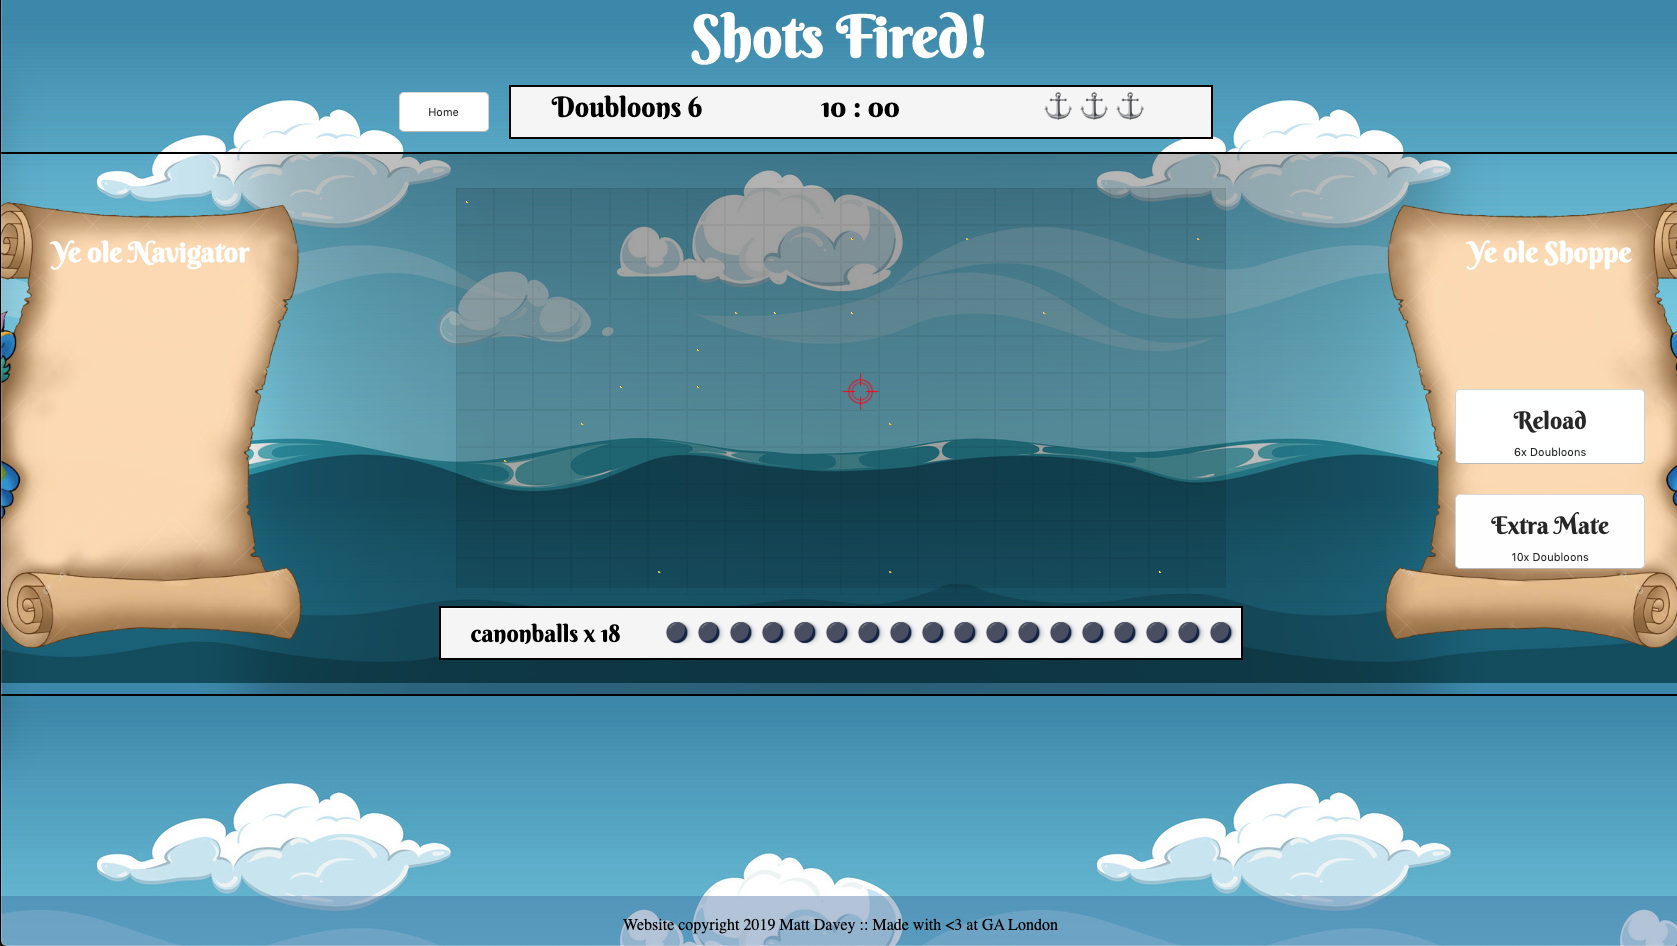 Shots Fired!
Home
Doubloons 6
10 : 00
Ye ole Navigator
Ye ole Shoppe
Reload
6x Doubloons
Extra Mate
10x Doubloons
canonballs x 18
Website copyright 2019 Matt Davey :: Made with <3 at GA London